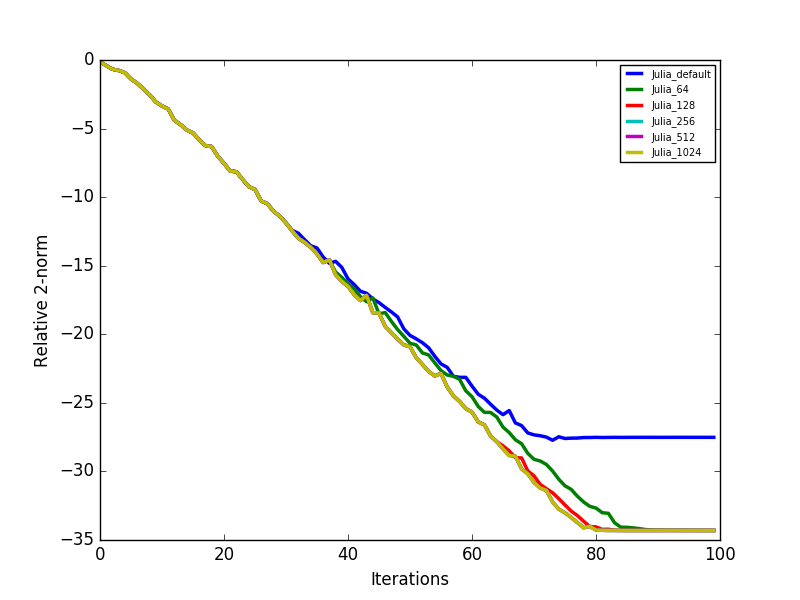 0
−5
−10
−15
−20
−25
−30
−35
Relative 2-norm
0 20 40 60 80 100
Iterations
Julia_default
Julia_64
Julia_128
Julia_256
Julia_512
Julia_1024